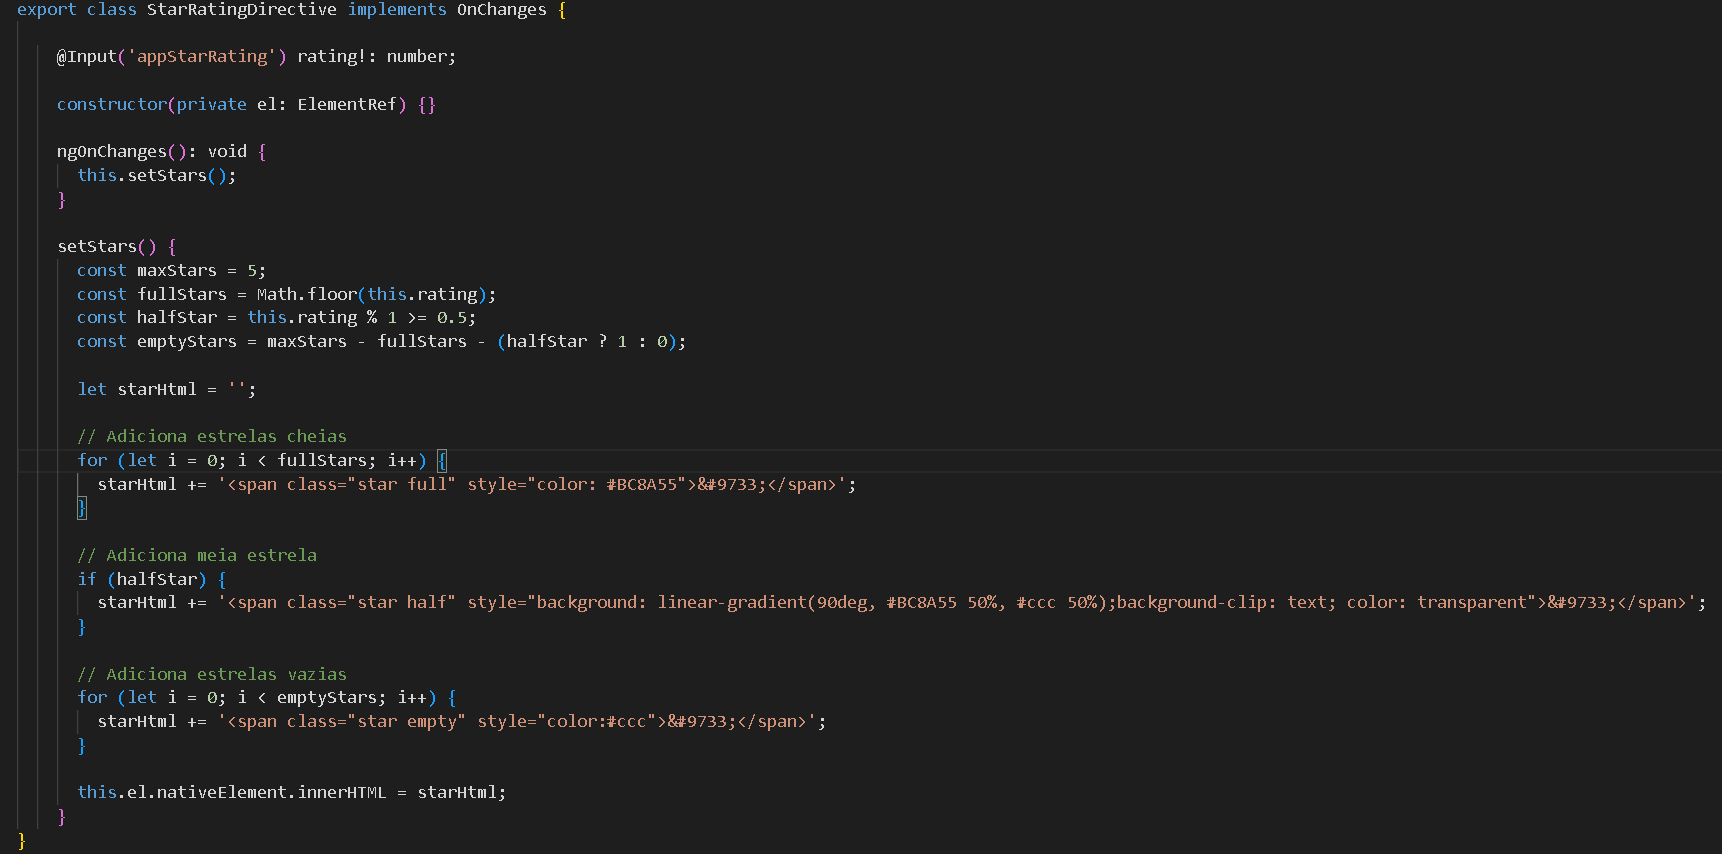 export class StarRatingDirective implements OnChanges {
@Input('appStarRating') rating!: number;
constructor(private el: ElementRef) {}
ngOnChanges(): void {
this.setStars();
}
setStars() {
const maxStars = 5;
const fullStars = Math.floor(this.rating);
const halfStar = this.rating % 1 >= 0.5;
const emptyStars = maxStars - fullStars - (halfStar ? 1 : 0);
let starHtml = '';
// Adiciona estrelas cheias
for (let i = 0; i < fullStars; i++) {
starHtml += '<span class="star full" style="color: #BC8A55">&#9733;</span>';
}
// Adiciona meia estrela
if (halfStar) {
starHtml += '<span class="star half" style="background: linear-gradient(90deg, #BC8A55 50%, #ccc 50%);background-clip: text; color: transparent">&#9733;</span>';
}
// Adiciona estrelas vazias
for (let i = 0; i < emptyStars; i++) {
starHtml += '<span class="star empty" style="color:#ccc">&#9733;</span>';
}
this.el.nativeElement.innerHTML = starHtml;
}
}